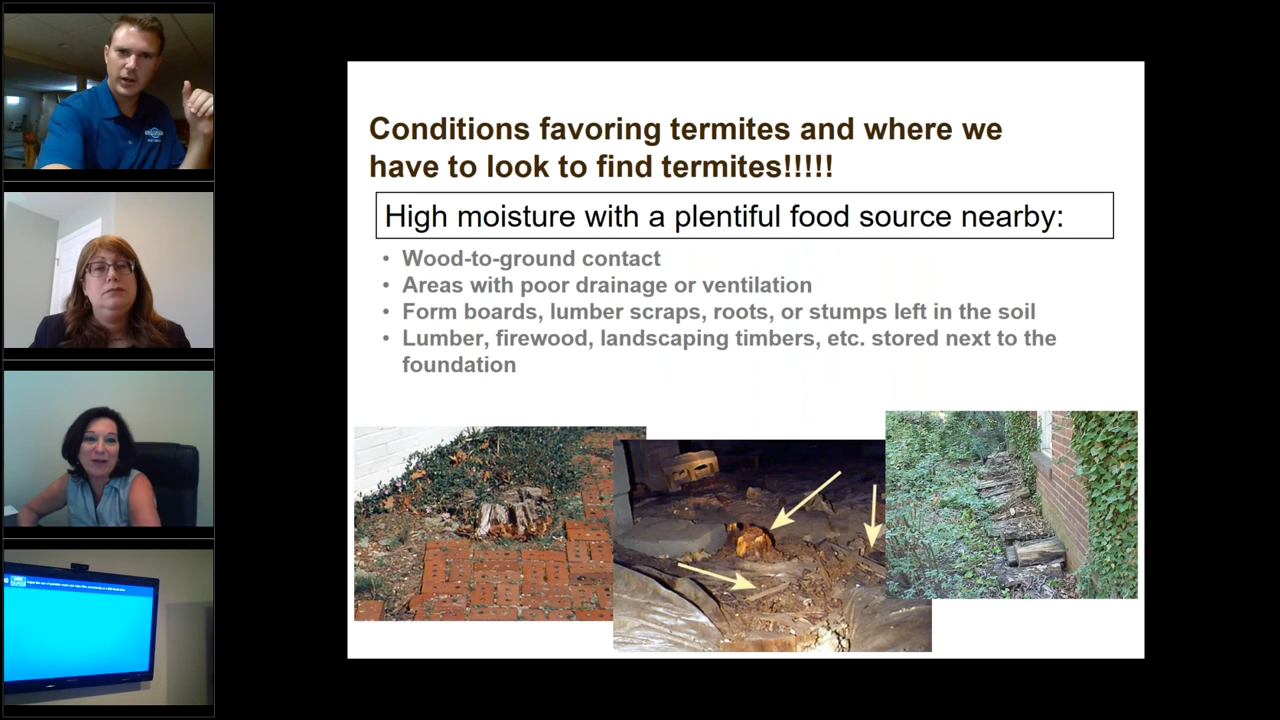 Conditions favoring termites and where we
have to look to find termites!!!!!
High moisture with a plentiful food source nearby:
• Wood-to-ground contact
• Areas with poor drainage or ventilation
• Form boards, lumber scraps, roots, or stumps left in the soil
• Lumber, firewood, landscaping timbers, etc. stored next to the
foundation